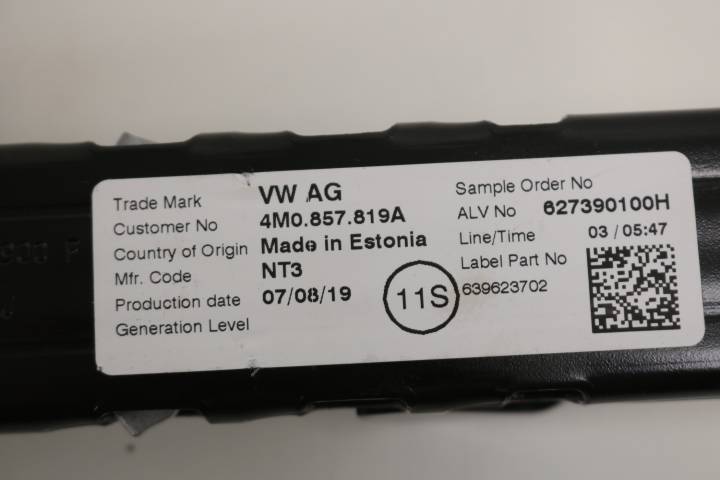 Trade Mark VW AG
Customer No 4M0.857.819A
Country of Origin Made in Estonia
Mfr. Code NT3
Production date 07/08/19
Generation Level
11S
Sample Order No
ALV No 627390100H
Line/Time 03 / 05:47
Label Part No
639623702